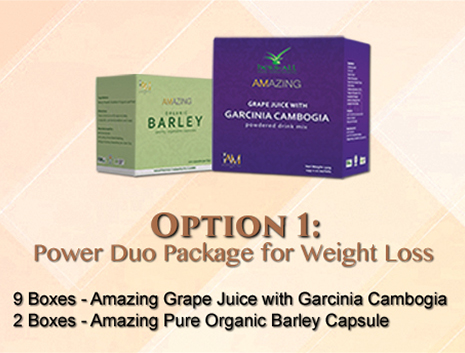 AMAZING
ORGANIC
BARLEY
AMAZING
GRAPE JUICE WITH
GARCINIA CAMBOGIA
powdered drink mix
OPTION 1:
Power Duo Package for Weight Loss
9 Boxes - Amazing Grape Juice with Garcinia Cambogia
2 Boxes - Amazing Pure Organic Barley Capsule